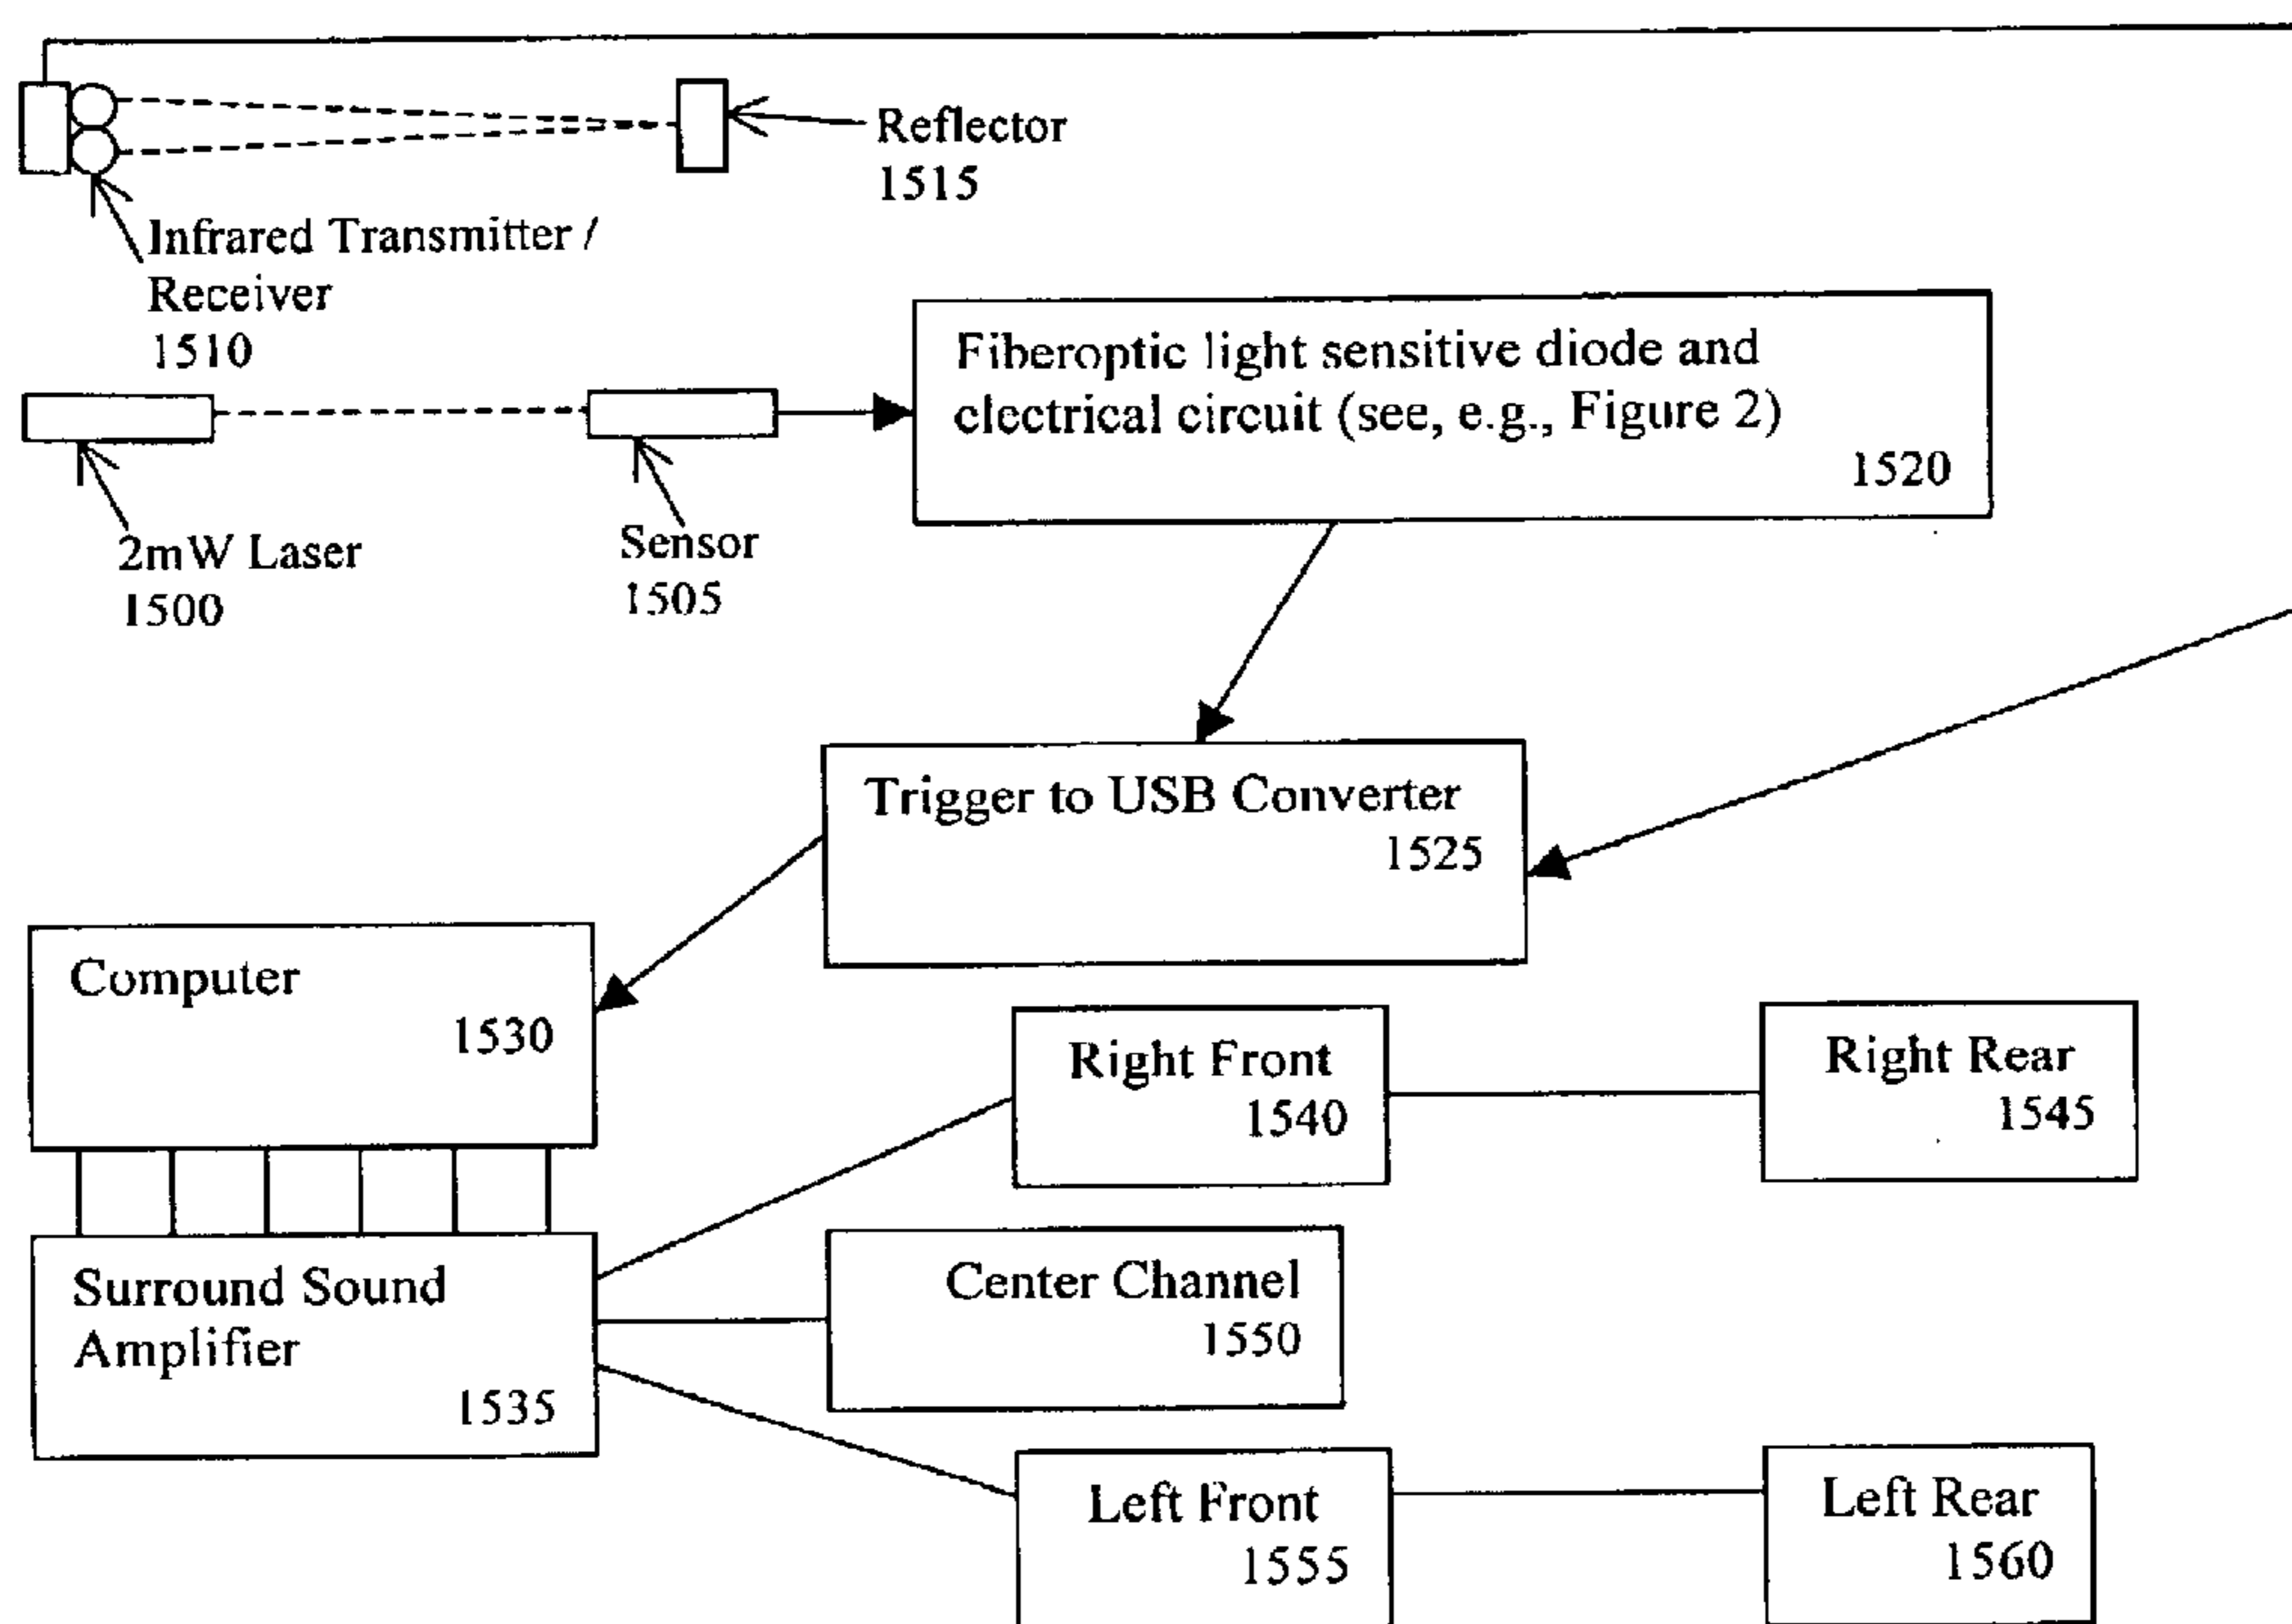 Reflector
1515
Infrared Transmitter /
Receiver
1510
Fiberoptic light sensitive diode and
electrical circuit (see, e.g., Figure 2)
1520
2mW Laser
1500
Sensor
1505
Trigger to USB Converter
1525
Computer
1530
Right Front
1540
Right Rear
1545
Surround Sound
Amplifier
1535
Center Channel
1550
Left Front
1555
Left Rear
1560